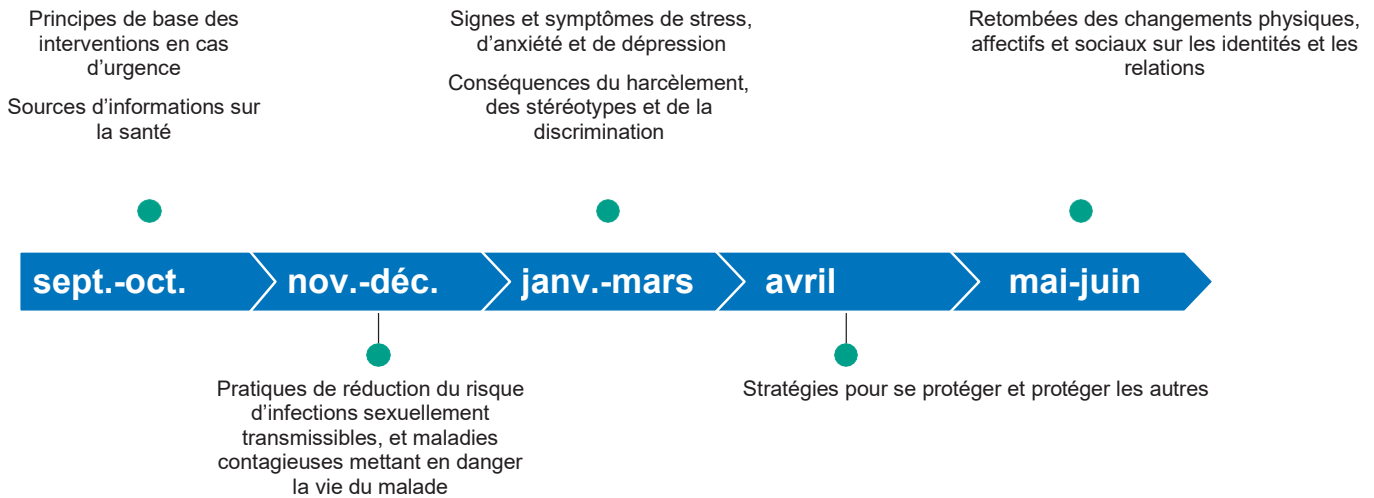 Principes de base des
interventions en cas
d'urgence
Sources d'informations sur
la santé
Signes et symptômes de stress,
d'anxiété et de dépression
Conséquences du harcèlement,
des stéréotypes et de la
discrimination
Retombées des changements physiques,
affectifs et sociaux sur les identités et les
relations
sept.-oct.
nov.-déc.
janv.-mars
avril
mai-juin
Pratiques de réduction du risque
d'infections sexuellement
transmissibles, et maladies
contagieuses mettant en danger
la vie du malade
Stratégies pour se protéger et protéger les autres